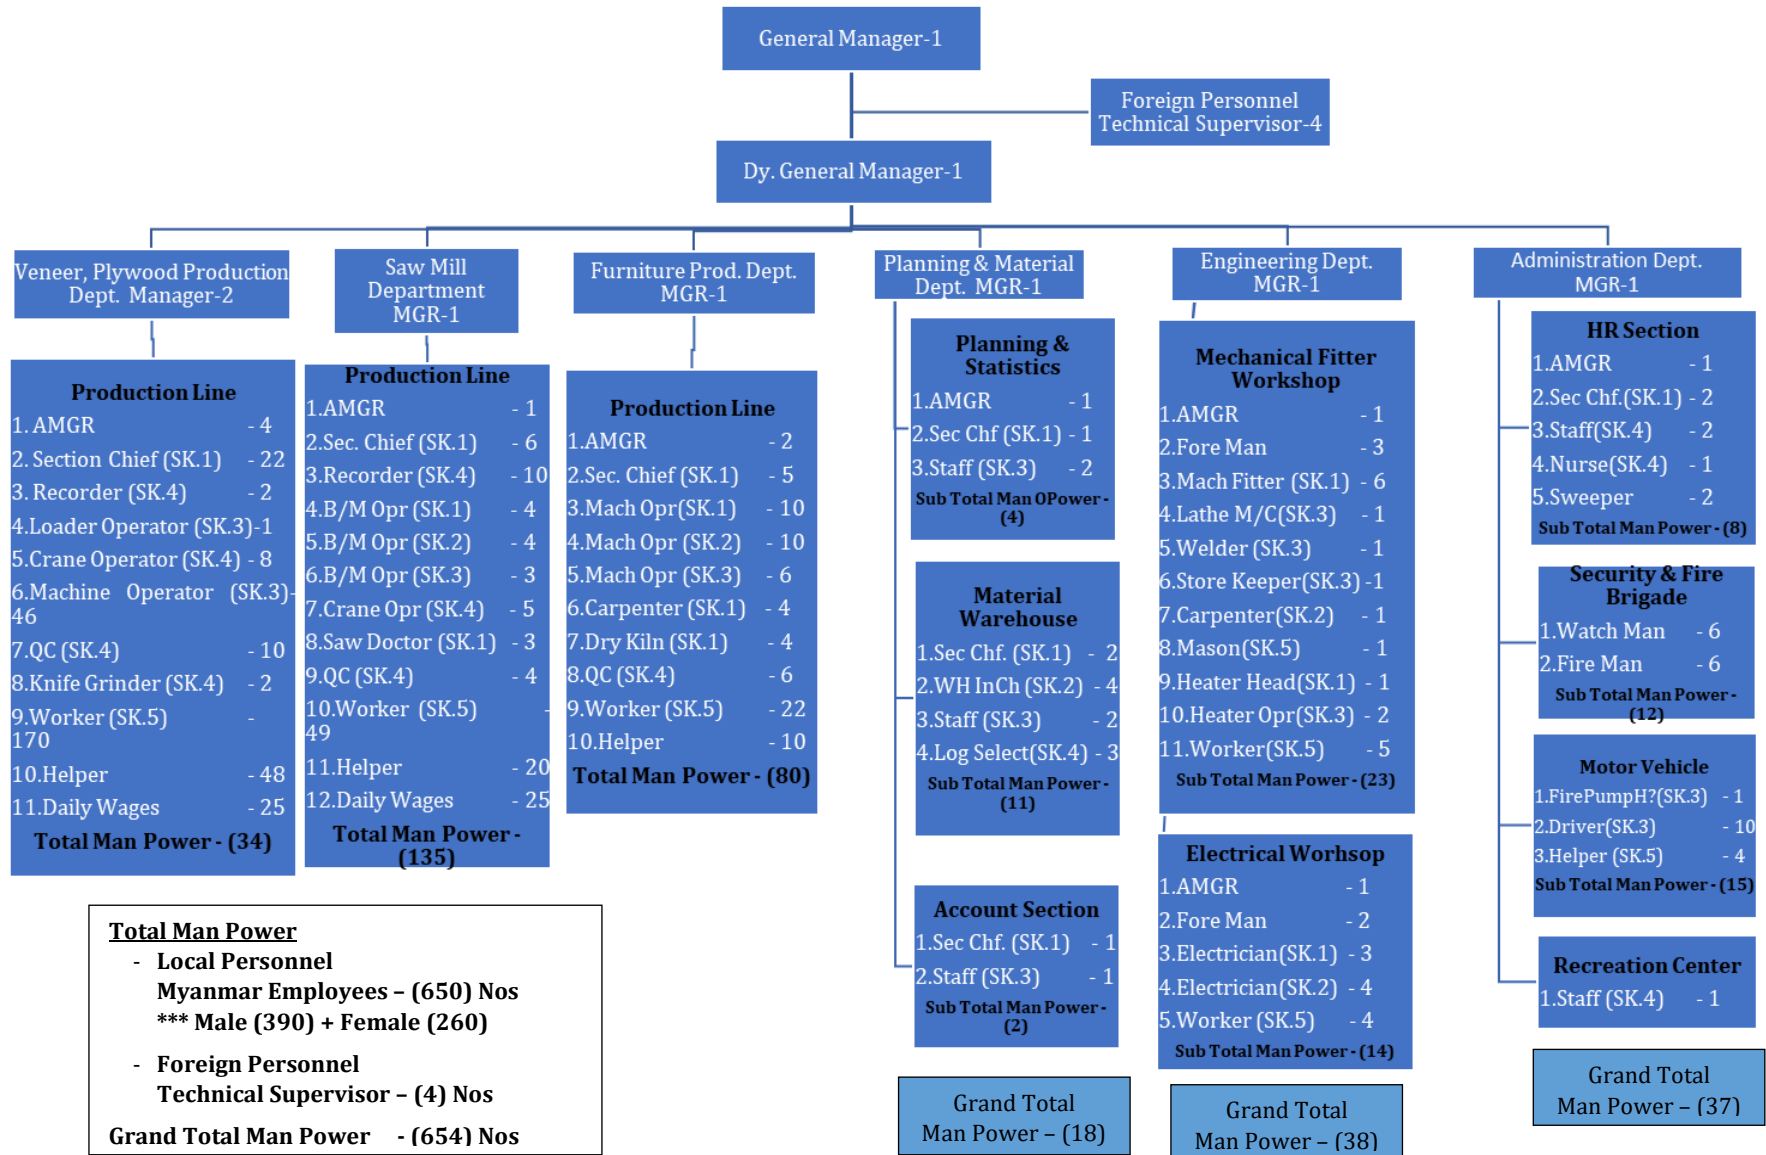 General Manager-1
Foreign Personnel
Technical Supervisor-4
Dy. General Manager-1
Veneer, Plywood Production
Dept. Manager-2
Production Line
1. AMGR - 4
2. Section Chief (SK.1) - 22
3. Recorder (SK.4) - 2
4.Loader Operator (SK.3)-1
5.Crane Operator (SK.4) - 8
6.Machine Operator (SK.3)-
46
7.QC (SK.4) - 10
8.Knife Grinder (SK.4) - 2
9.Worker (SK.5) -
170
10.Helper - 48
11.Daily Wages - 25
Total Man Power - (34)
Saw Mill
Department
MGR-1
Production Line
1.AMGR - 1
2.Sec. Chief (SK.1) - 6
3.Recorder (SK.4) - 10
4.B/M Opr (SK.1) - 4
5.B/M Opr (SK.2) - 4
6.B/M Opr (SK.3) - 3
7.Crane Opr (SK.4) - 5
8.Saw Doctor (SK.1) - 3
9.QC (SK.4) - 4
10.Worker (SK.5) -
49
11.Helper - 20
12.Daily Wages - 25
Total Man Power -
(135)
Furniture Prod. Dept.
MGR-1
Production Line
1.AMGR - 2
2.Sec. Chief (SK.1) - 5
3.Mach Opr(SK.1) - 10
4.Mach Opr (SK.2) - 10
5.Mach Opr (SK.3) - 6
6.Carpenter (SK.1) - 4
7.Dry Kiln (SK.1) - 4
8.QC (SK.4) - 6
9.Worker (SK.5) - 22
10.Helper - 10
Total Man Power - (80)
Planning & Material
Dept. MGR-1
Planning &
Statistics
1.AMGR - 1
2.Sec Chf (SK.1) - 1
3.Staff (SK.3) - 2
Sub Total Man OPower -
(4)
Material
Warehouse
1.Sec Chf. (SK.1) - 2
2.WH InCh (SK.2) - 4
3.Staff (SK.3) - 2
4.Log Select(SK.4) - 3
Sub Total Man Power -
(11)
Account Section
1.Sec Chf. (SK.1) - 1
2.Staff (SK.3) - 1
Sub Total Man Power -
(2)
Grand Total
Man Power – (18)
Engineering Dept.
MGR-1
Mechanical Fitter
Workshop
1.AMGR - 1
2.Fore Man - 3
3.Mach Fitter (SK.1) - 6
4.Lathe M/C(SK.3) - 1
5.Welder (SK.3) - 1
6.Store Keeper(SK.3) -1
7.Carpenter(SK.2) - 1
8.Mason(SK.5) - 1
9.Heater Head(SK.1) - 1
10.Heater Opr(SK.3) - 2
11.Worker(SK.5) - 5
Sub Total Man Power - (23)
Electrical Worhsop
1.AMGR - 1
2.Fore Man - 2
3.Electrician(SK.1) - 3
4.Electrician(SK.2) - 4
5.Worker (SK.5) - 4
Sub Total Man Power - (14)
Grand Total
Man Power – (38)
Administration Dept.
MGR-1
HR Section
1.AMGR - 1
2.Sec Chf.(SK.1) - 2
3.Staff(SK.4) - 2
4.Nurse(SK.4) - 1
5.Sweeper - 2
Sub Total Man Power - (8)
Security & Fire
Brigade
1.Watch Man - 6
2.Fire Man - 6
Sub Total Man Power -
(12)
Motor Vehicle
1.FirePumpH?(SK.3) - 1
2.Driver(SK.3) - 10
3.Helper (SK.5) - 4
Sub Total Man Power - (15)
Recreation Center
1.Staff (SK.4) - 1
Grand Total
Man Power – (37)
Total Man Power
- Local Personnel
Myanmar Employees – (650) Nos
*** Male (390) + Female (260)
- Foreign Personnel
Technical Supervisor – (4) Nos
Grand Total Man Power - (654) Nos